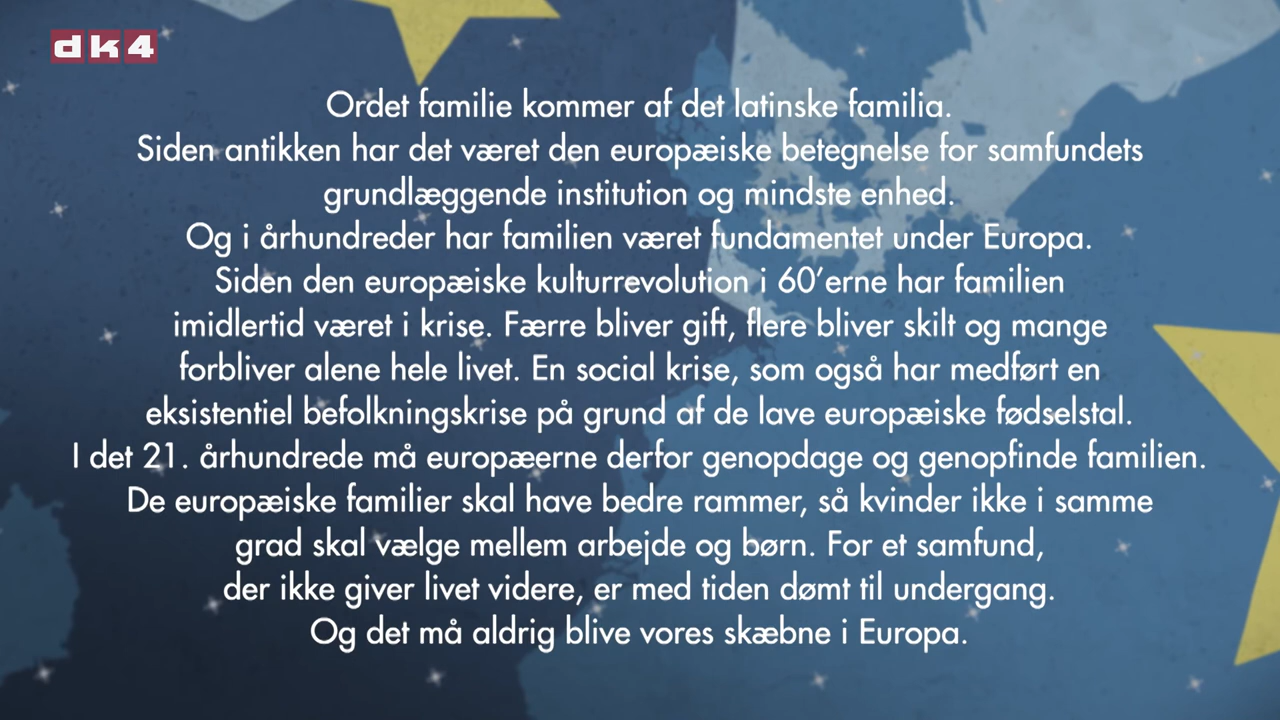 dk4
Ordet familie kommer af det latinske familia.
Siden antikken har det været den europæiske betegnelse for samfundets
grundlæggende institution og mindste enhed.
Og i århundreder har familien været fundamentet under Europa.
Siden den europæiske kulturrevolution i 60’erne har familien
imidlertid været i krise. Færre bliver gift, flere bliver skilt og mange
forbliver alene hele livet. En social krise, som også har medført en
eksistentiel befolkningskrise på grund af de lave europæiske fødselstal.
I det 21. århundrede må europæerne derfor genopdage og genopfinde familien.
De europæiske familier skal have bedre rammer, så kvinder ikke i samme
grad skal vælge mellem arbejde og børn. For et samfund,
der ikke giver livet videre, er med tiden dømt til undergang.
Og det må aldrig blive vores skæbne i Europa.